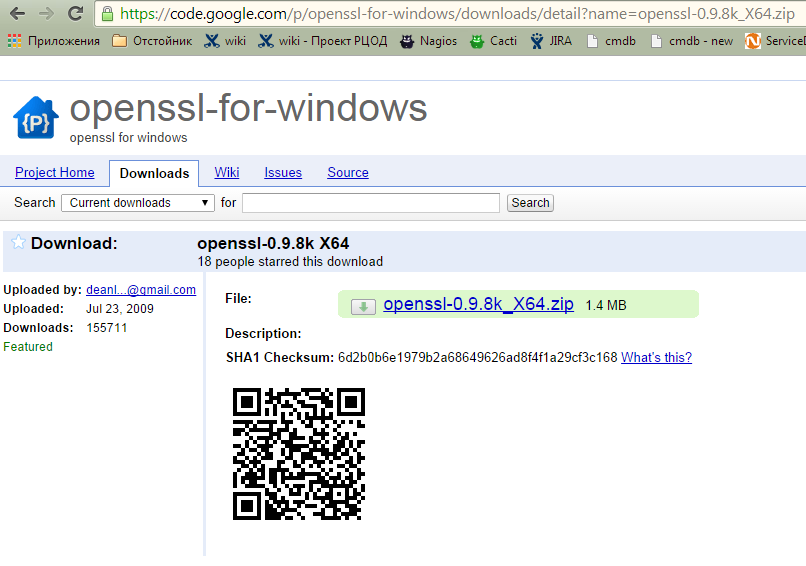 https://code.google.com/p/openssl-for-windows/downloads/detail?name=openssl-0.9.8k_X64.zip
Приложения Отстойник wiki wiki - Проект РЦОД Nagios Cacti JIRA cmdb cmdb - new ServiceD
{P} openssl-for-windows
openssl for windows
Project Home Downloads Wiki Issues Source
Search Current downloads for Search
Download: openssl-0.9.8k X64
18 people starred this download
Uploaded by: deanl...@gmail.com
Uploaded: Jul 23, 2009
Downloads: 155711
Featured
File: openssl-0.9.8k_X64.zip 1.4 MB
Description:
SHA1 Checksum: 6d2b0b6e1979b2a68649626ad8f4f1a29cf3c168 What's this?